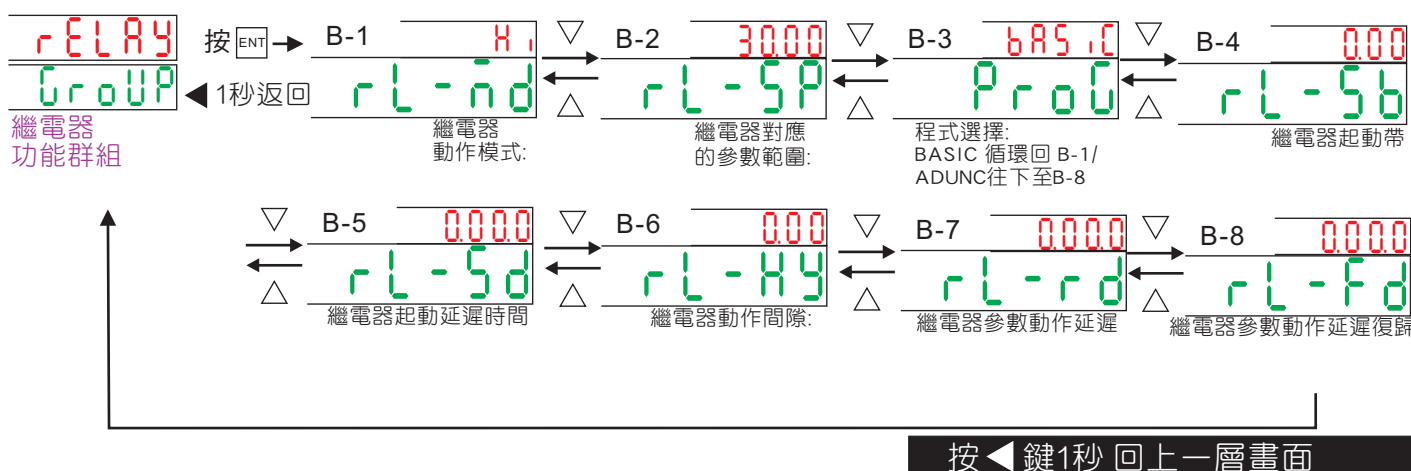 rELAY
GroUP
繼電器
功能群組
按 ENT
1秒返回
B-1
Hi
rL-md
繼電器
動作模式:
B-2
30.00
rL-SP
繼電器對應
的參數範圍:
B-3
bASiC
ProG
程式選擇:
BASIC 循環回 B-1/
ADUNC往下至B-8
B-4
0.00
rL-Sb
繼電器起動帶
B-5
0.00.0
rL-Sd
繼電器起動延遲時間
B-6
0.00
rL-HY
繼電器動作間隙:
B-7
0.00.0
rL-rd
繼電器參數動作延遲
B-8
0.00.0
rL-Fd
繼電器參數動作延遲復歸
按 ◀ 鍵1秒 回上一層畫面